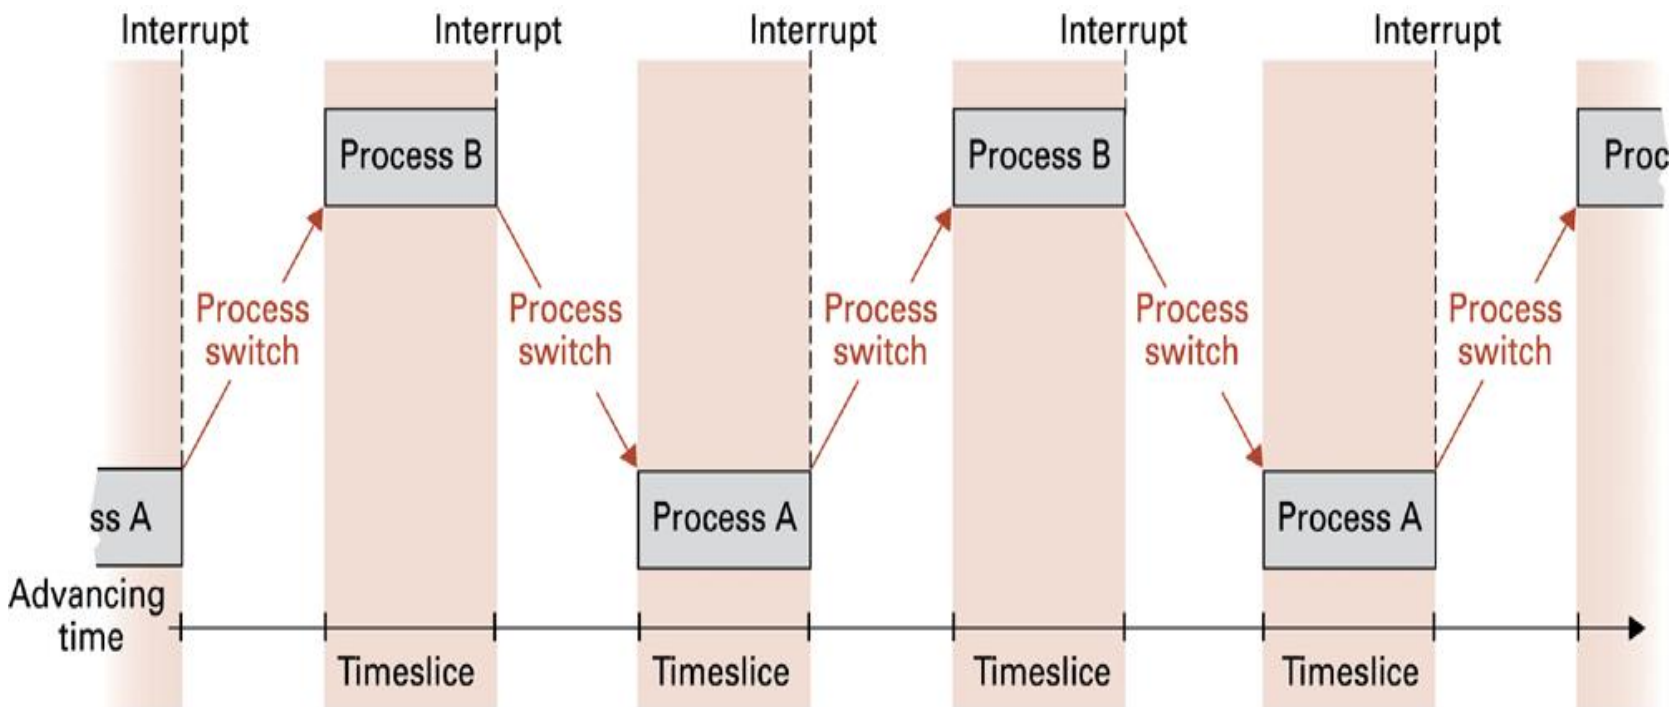 Interrupt Interrupt Interrupt Interrupt Interrupt
Process B Process B Proc
Process Process Process Process Process
switch switch switch switch switch
ss A Process A Process A
Advancing
time
Timeslice Timeslice Timeslice Timeslice